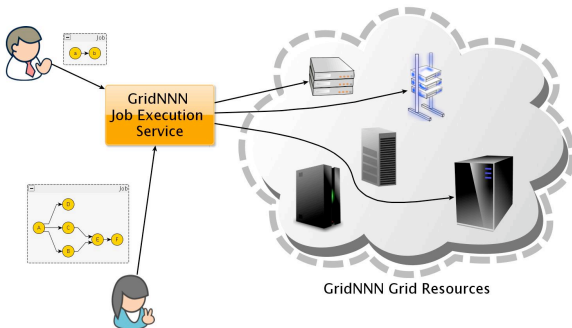 Job
a
b
GridNNN
Job Execution
Service
Job
D
A
C
E
F
B
GridNNN Grid Resources